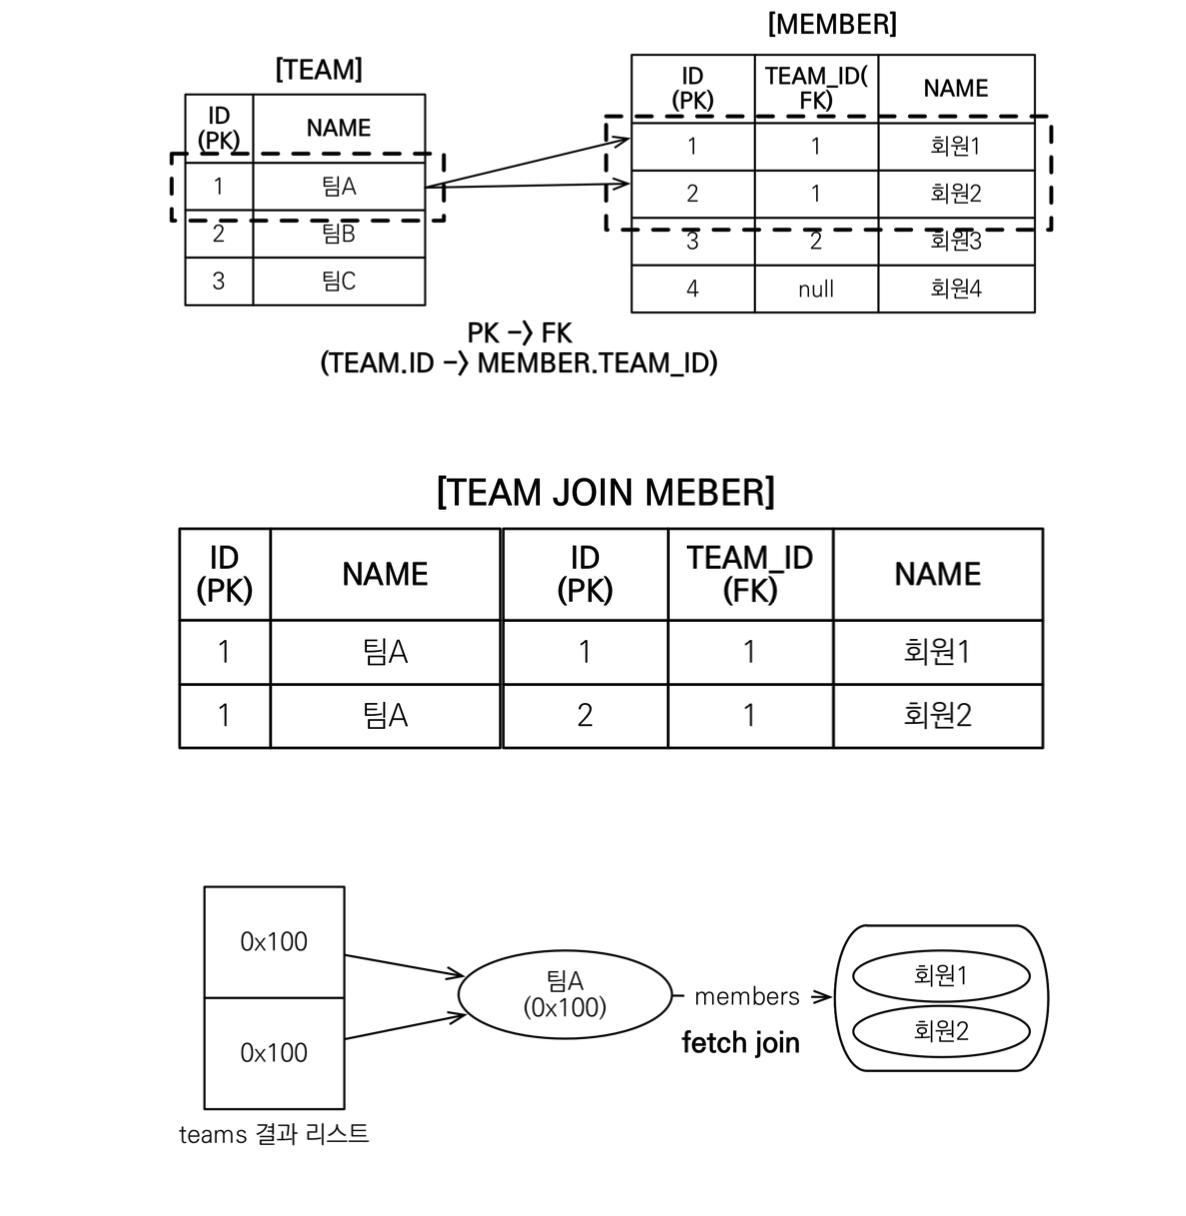 [TEAM]
ID
(PK)
NAME
1
팀A
2
팀B
3
팀C
[MEMBER]
ID
(PK)
TEAM_ID(
FK)
NAME
1
1
회원1
2
1
회원2
3
2
회원3
4
null
회원4
PK -> FK
(TEAM.ID -> MEMBER.TEAM_ID)
[TEAM JOIN MEBER]
ID
(PK)
NAME
ID
(PK)
TEAM_ID
(FK)
NAME
1
팀A
1
1
회원1
1
팀A
2
1
회원2
0x100
0x100
teams 결과 리스트
팀A
(0x100)
members
fetch join
회원1
회원2